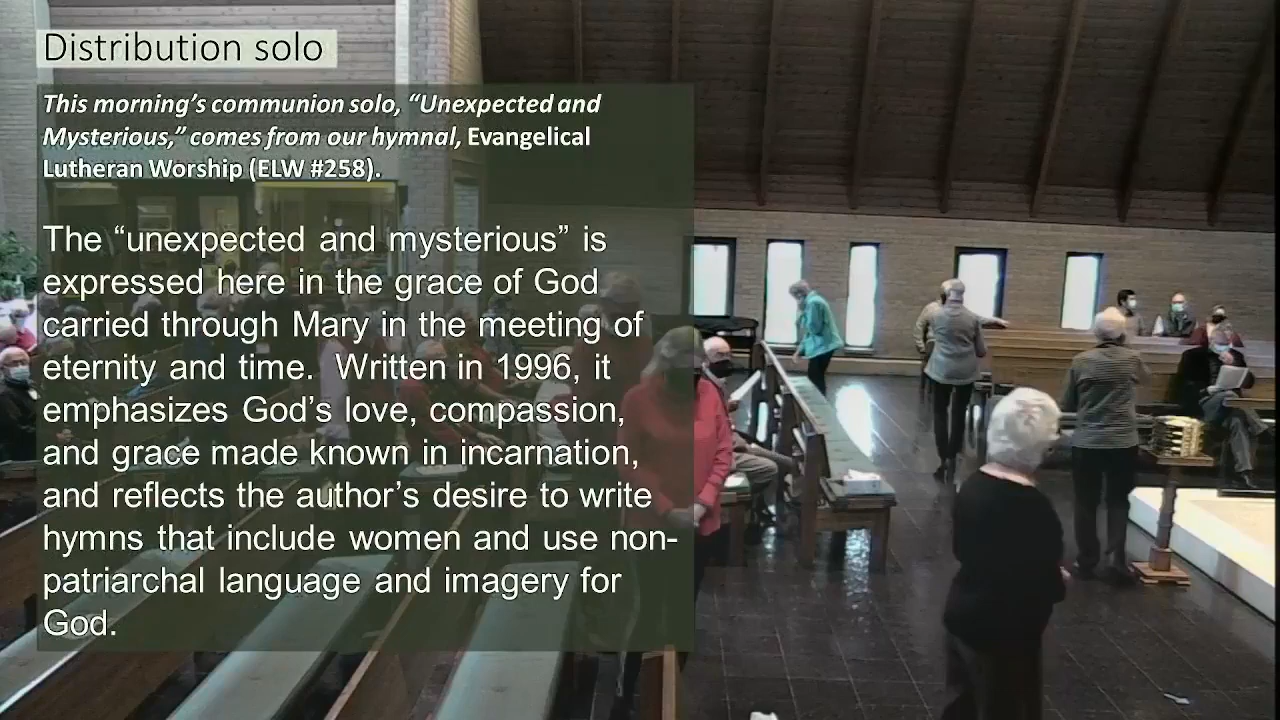 Distribution solo
This morning’s communion solo, “Unexpected and
Mysterious,” comes from our hymnal, Evangelical
Lutheran Worship (ELW #258).
The “unexpected and mysterious” is
expressed here in the grace of God
carried through Mary in the meeting of
eternity and time.  Written in 1996, it
emphasizes God’s love, compassion,
and grace made known in incarnation,
and reflects the author’s desire to write
hymns that include women and use non-
patriarchal language and imagery for
God.